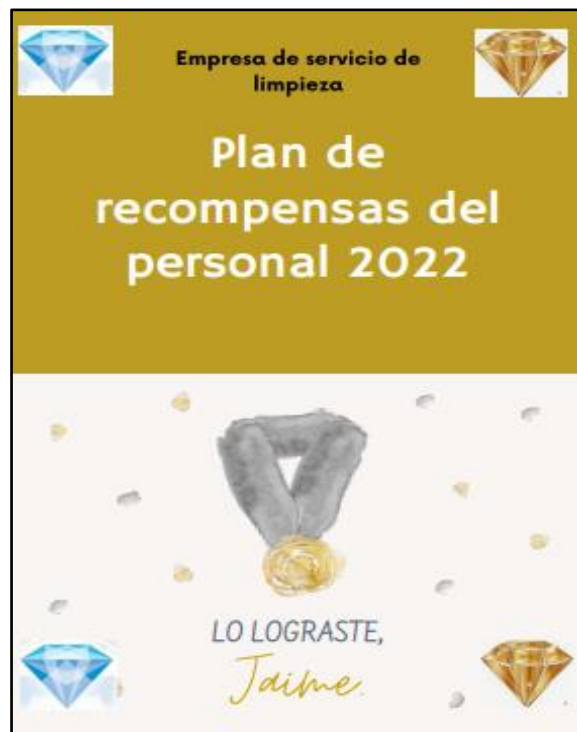 Empresa de servicio de
limpieza
Plan de
recompensas del
personal 2022
LO LOGRASTE,
Jaime.